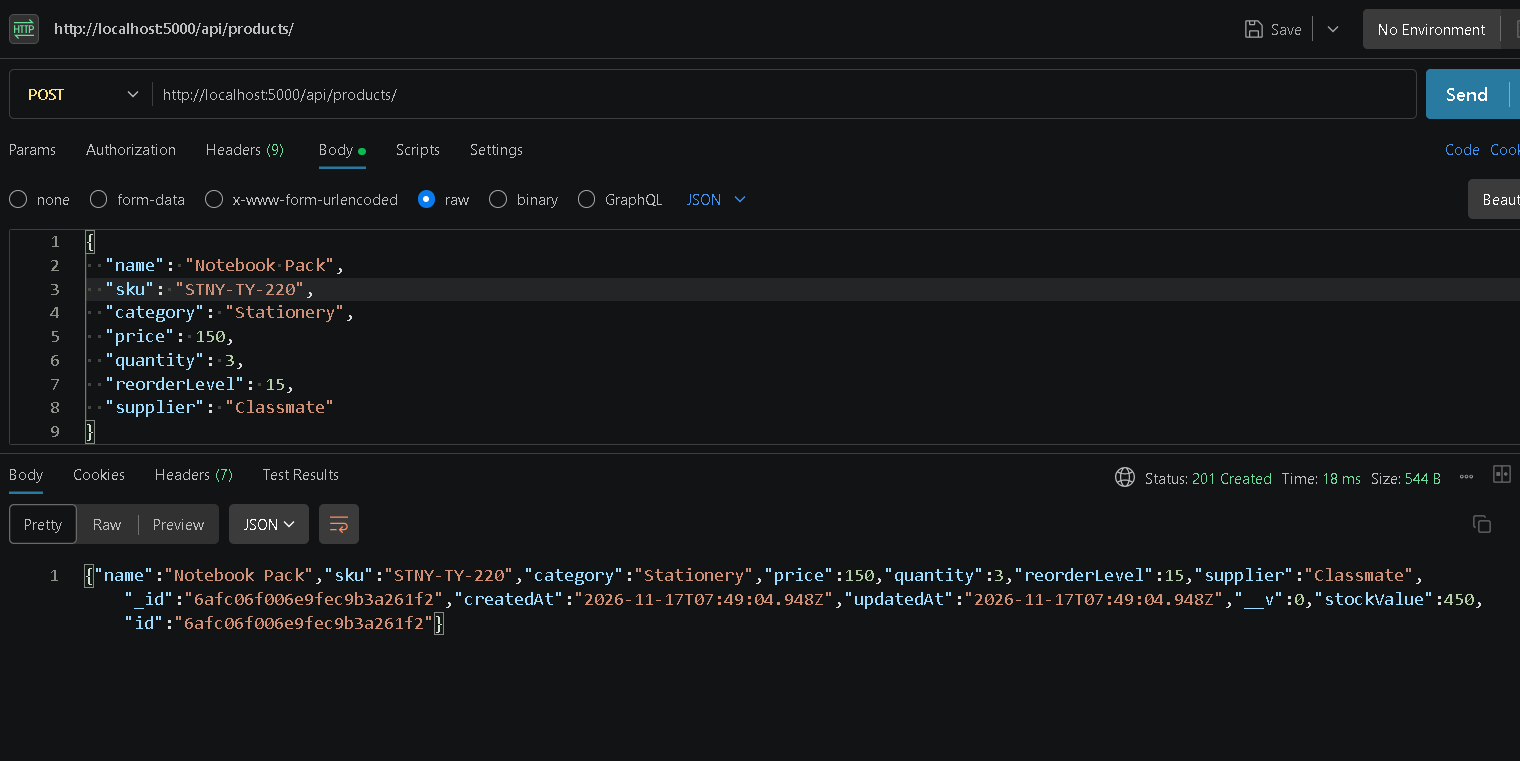 HTTP http://localhost:5000/api/products/ Save No Environment
POST http://localhost:5000/api/products/ Send
Params Authorization Headers (9) Body Scripts Settings Code Cook
none form-data x-www-form-urlencoded raw binary GraphQL JSON Beaut
1 {
2 "name": "Notebook Pack",
3 "sku": "STNY-TY-220",
4 "category": "Stationery",
5 "price": 150,
6 "quantity": 3,
7 "reorderLevel": 15,
8 "supplier": "Classmate"
9 }
Body Cookies Headers (7) Test Results Status: 201 Created Time: 18 ms Size: 544 B
Pretty Raw Preview JSON
1 {"name":"Notebook Pack","sku":"STNY-TY-220","category":"Stationery","price":150,"quantity":3,"reorderLevel":15,"supplier":"Classmate",
"_id":"6afc06f006e9fec9b3a261f2","createdAt":"2026-11-17T07:49:04.948Z","updatedAt":"2026-11-17T07:49:04.948Z","__v":0,"stockValue":450,
"id":"6afc06f006e9fec9b3a261f2"}